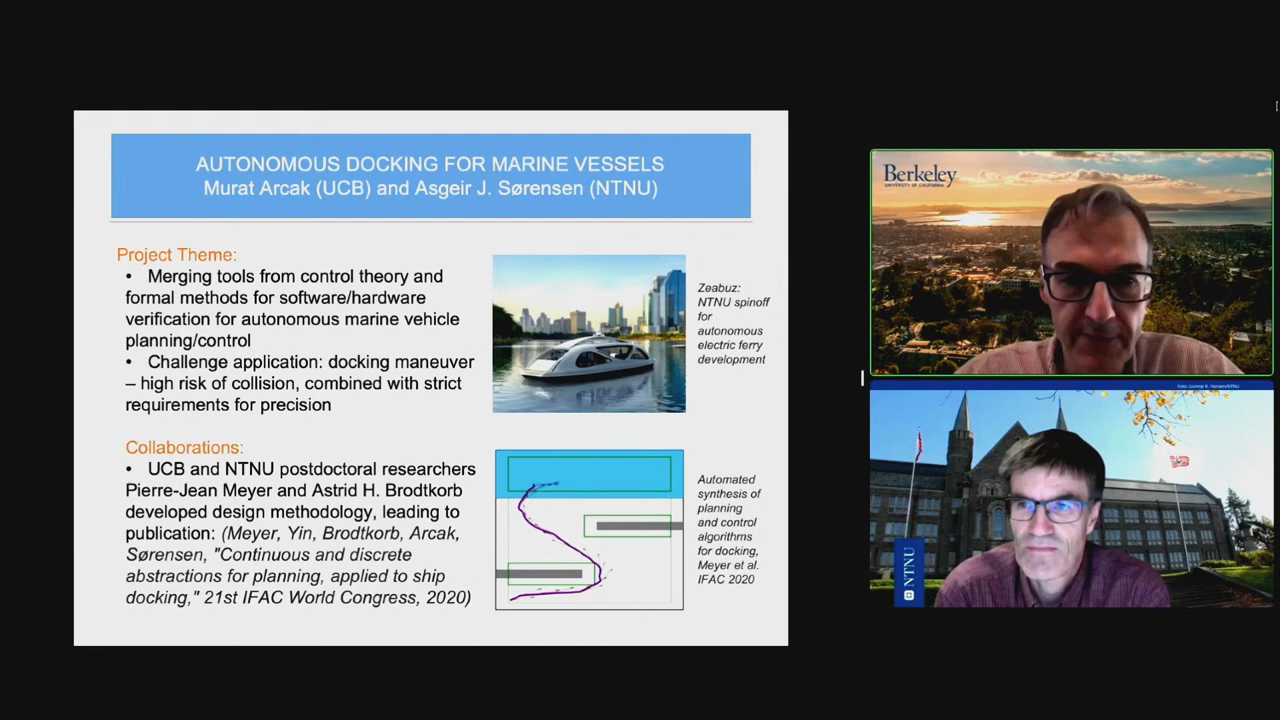 AUTONOMOUS DOCKING FOR MARINE VESSELS
Murat Arcak (UCB) and Asgeir J. Sørensen (NTNU)
Project Theme:
• Merging tools from control theory and
formal methods for software/hardware
verification for autonomous marine vehicle
planning/control
• Challenge application: docking maneuver
– high risk of collision, combined with strict
requirements for precision
Zeabuz:
NTNU spinoff
for
autonomous
electric ferry
development
Collaborations:
• UCB and NTNU postdoctoral researchers
Pierre-Jean Meyer and Astrid H. Brodtkorb
developed design methodology, leading to
publication: (Meyer, Yin, Brodtkorb, Arcak,
Sørensen, "Continuous and discrete
abstractions for planning, applied to ship
docking," 21st IFAC World Congress, 2020)
Automated
synthesis of
planning
and control
algorithms
for docking,
Meyer et al.
IFAC 2020
Berkeley
UNIVERSITY OF CALIFORNIA
NTNU